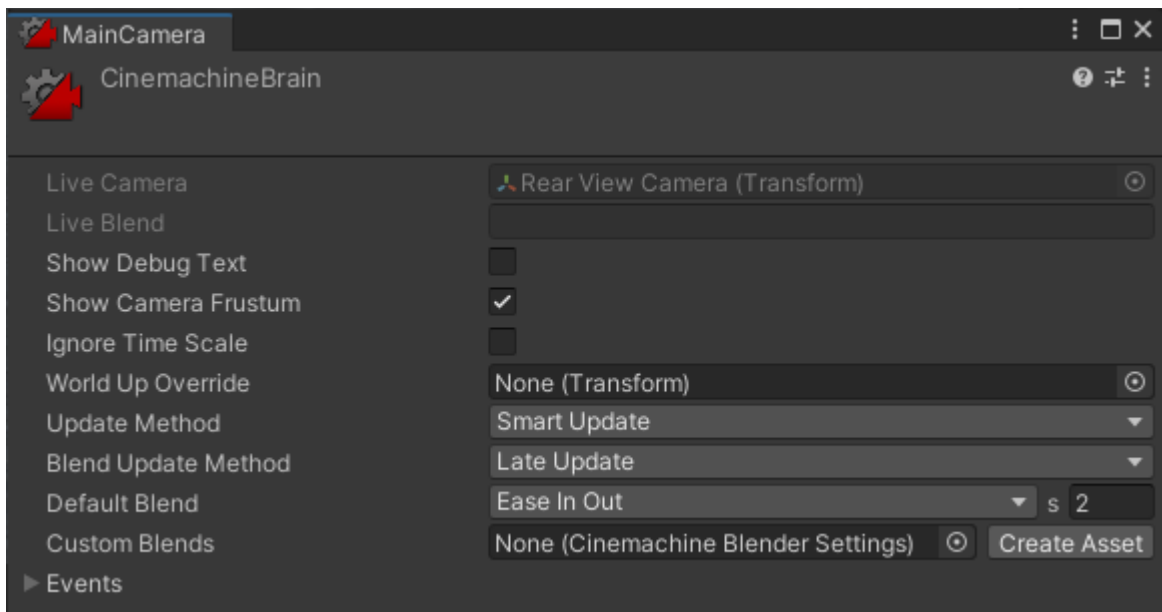 MainCamera
CinemachineBrain
Live Camera Rear View Camera (Transform)
Live Blend
Show Debug Text
Show Camera Frustum
Ignore Time Scale
World Up Override None (Transform)
Update Method Smart Update
Blend Update Method Late Update
Default Blend Ease In Out s 2
Custom Blends None (Cinemachine Blender Settings) Create Asset
Events